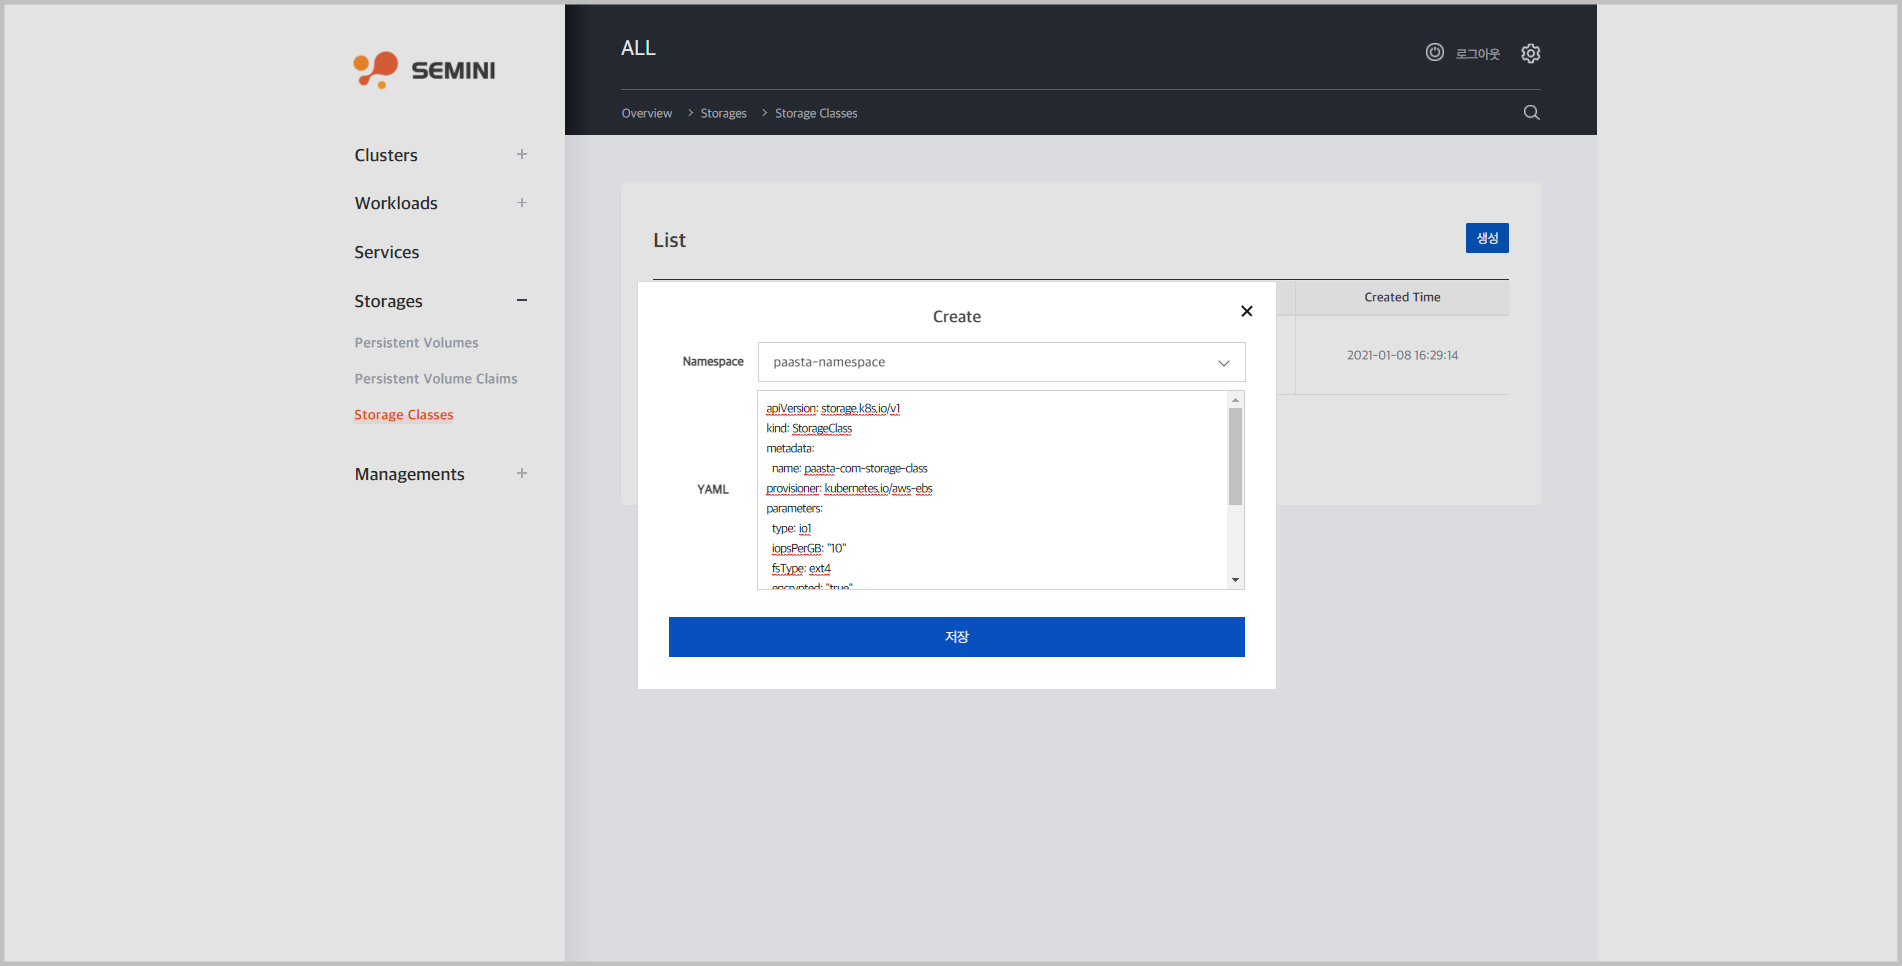 SEMINI
Clusters
Workloads
Services
Storages
Persistent Volumes
Persistent Volume Claims
Storage Classes
Managements
ALL
로그아웃
Overview > Storages > Storage Classes
List
생성
Created Time
2021-01-08 16:29:14
Create
Namespace
paasta-namespace
YAML
apiVersion: storage.k8s.io/v1
kind: StorageClass
metadata:
  name: paasta-com-storage-class
provisioner: kubernetes.io/aws-ebs
parameters:
  type: io1
  iopsPerGB: "10"
  fsType: ext4
  encrypted: "true"
저장